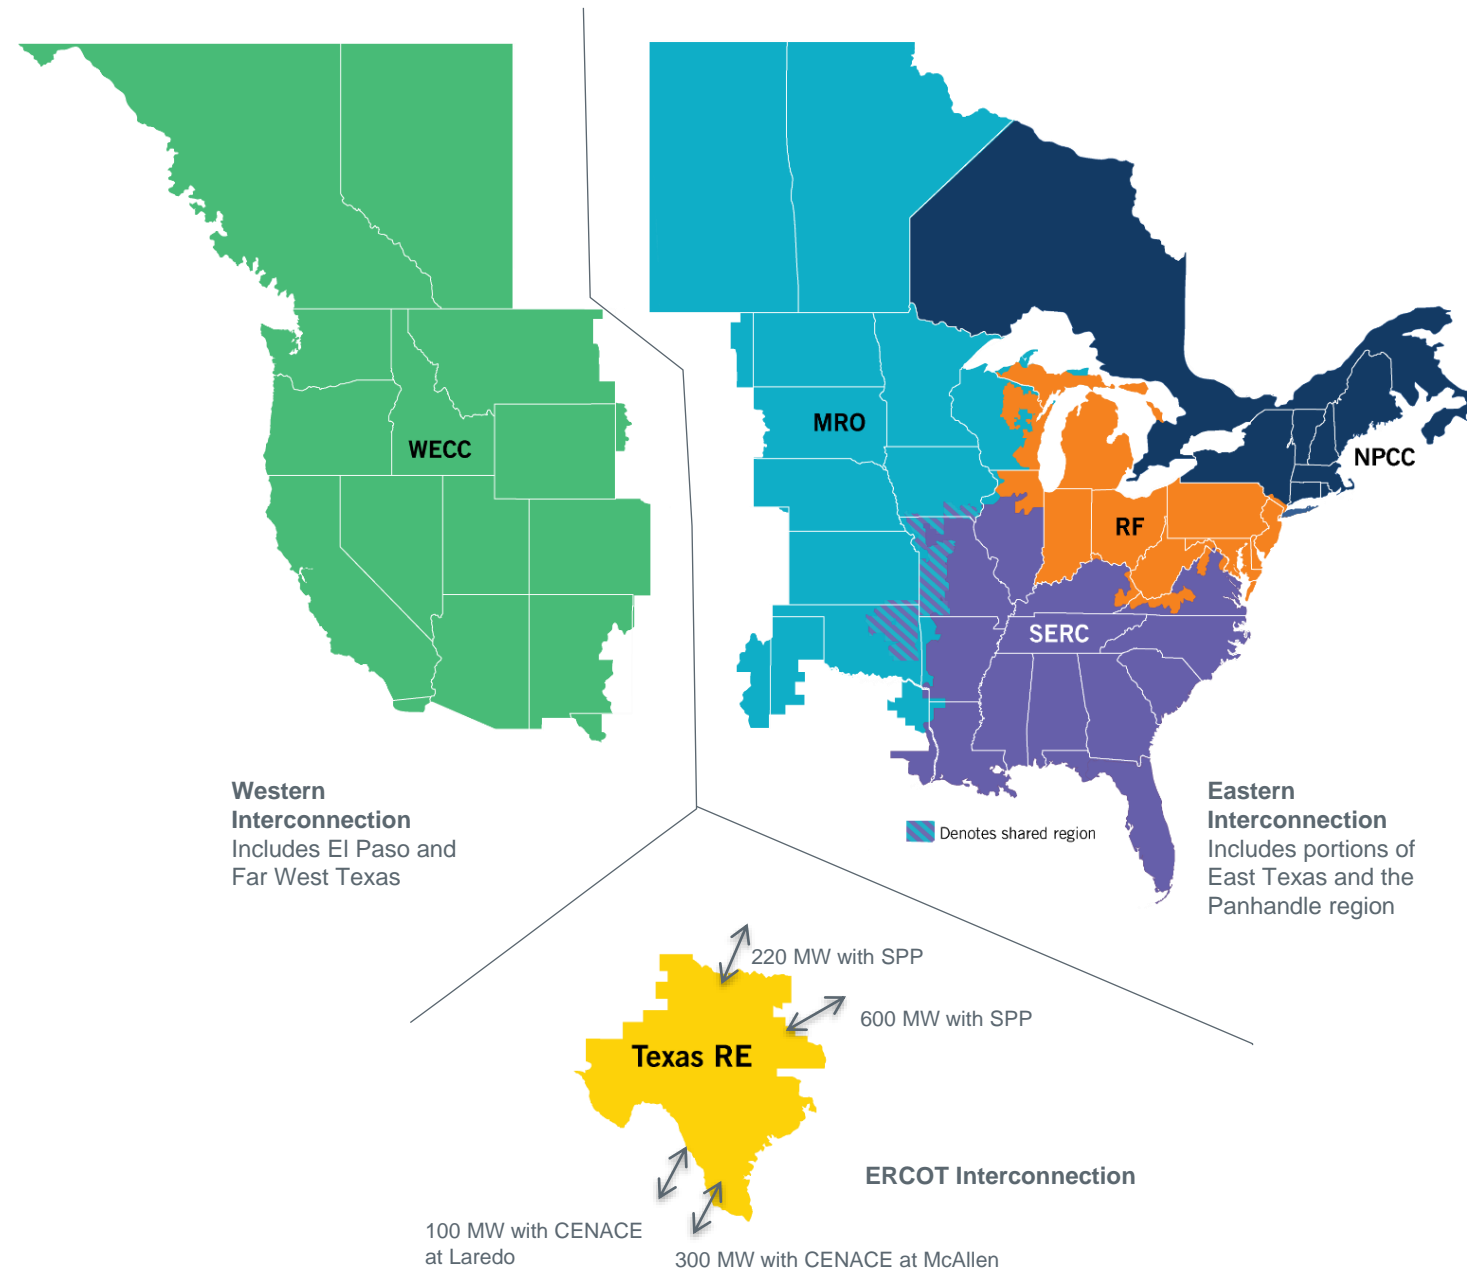 WECC
MRO
NPCC
RF
SERC
Western
Interconnection
Includes El Paso and
Far West Texas
Denotes shared region
Eastern
Interconnection
Includes portions of
East Texas and the
Panhandle region
220 MW with SPP
600 MW with SPP
Texas RE
ERCOT Interconnection
100 MW with CENACE
at Laredo
300 MW with CENACE at McAllen